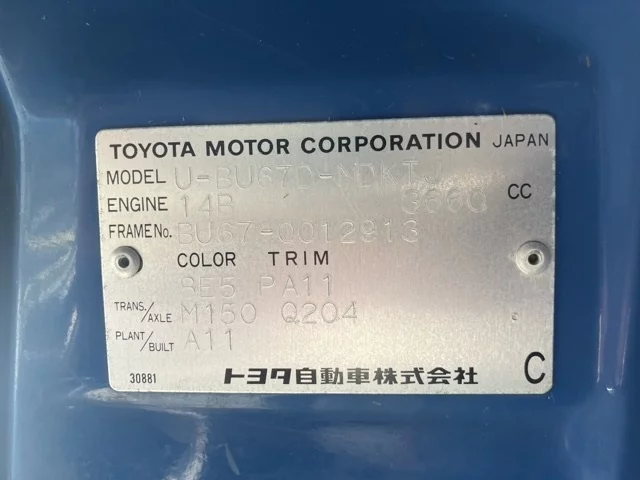 TOYOTA MOTOR CORPORATION JAPAN
MODEL U-BU67D-MDKTJ
ENGINE 14B 3660 CC
FRAME No. BU67-0012913
COLOR TRIM
8E5 PA11
TRANS./AXLE M150 Q204
PLANT/BUILT A11
30881 トヨタ自動車株式会社 C